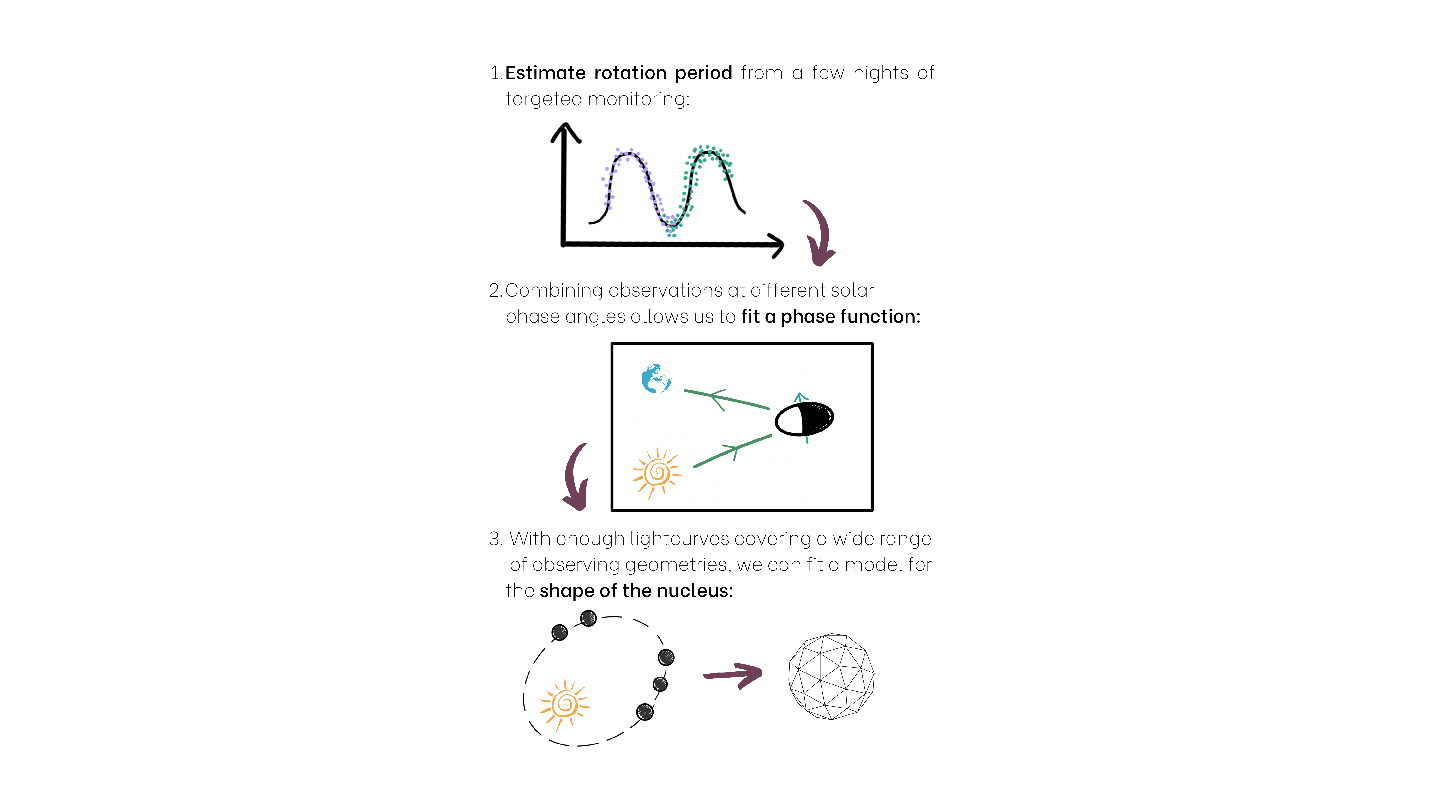 1. Estimate rotation period from a few nights of
targeted monitoring:
2. Combining observations at different solar
phase angles allows us to fit a phase function:
3. With enough lightcurves covering a wide range
of observing geometries, we can fit a model for
the shape of the nucleus: